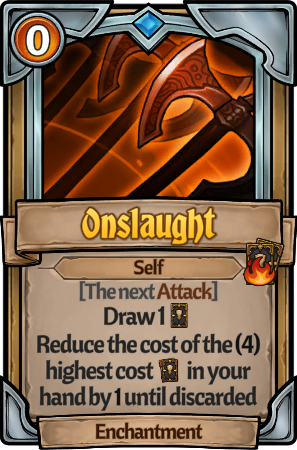 0
Onslaught
Self
[The next Attack]
Draw 1
Reduce the cost of the (4)
highest cost in your
hand by 1 until discarded
Enchantment